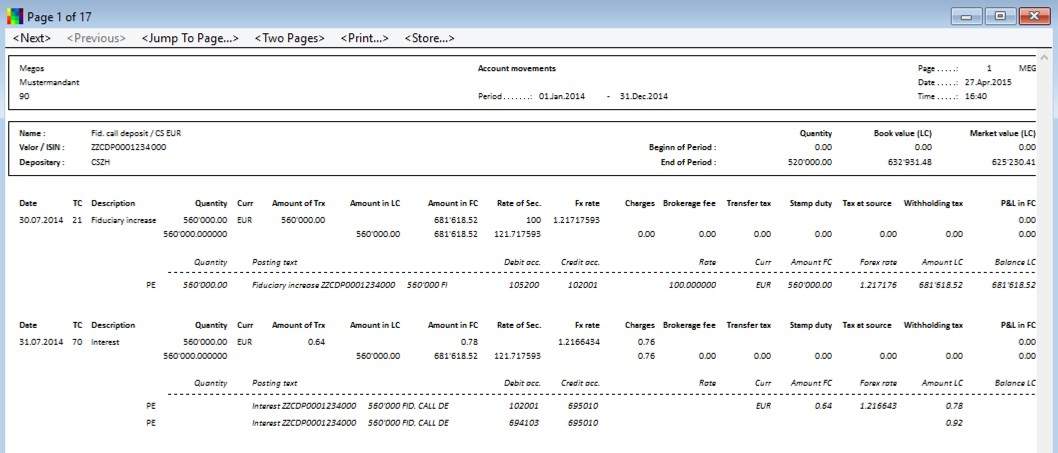 Page 1 of 17
<Next> <Previous> <Jump To Page...> <Two Pages> <Print...> <Store...>
Megos Account movements Page . . . . .: 1 MEG
Mustermandant Date . . . . .: 27.Apr.2015
90 Period . . . . . . .: 01.Jan.2014 - 31.Dec.2014 Time . . . . .: 16:40
Name : Fid. call deposit / CS EUR Quantity Book value (LC) Market value (LC)
Valor / ISIN : ZZCDP0001234000 Beginn of Period : 0.00 0.00 0.00
Depositary : CSZH End of Period : 520'000.00 632'931.48 625'230.41
Date TC Description Quantity Curr Amount of Trx Amount in LC Amount in FC Rate of Sec. Fx rate Charges Brokerage fee Transfer tax Stamp duty Tax at source Withholding tax P&L in FC
30.07.2014 21 Fiduciary increase 560'000.00 EUR 560'000.00 681'618.52 100 1.21717593 0.00
560'000.000000 560'000.00 681'618.52 121.717593 0.00 0.00 0.00 0.00 0.00 0.00 0.00
Quantity Posting text Debit acc. Credit acc. Rate Curr Amount FC Forex rate Amount LC Balance LC
PE 560'000.00 Fiduciary increase ZZCDP0001234000 560'000 FI 105200 102001 100.000000 EUR 560'000.00 1.217176 681'618.52 681'618.52
Date TC Description Quantity Curr Amount of Trx Amount in LC Amount in FC Rate of Sec. Fx rate Charges Brokerage fee Transfer tax Stamp duty Tax at source Withholding tax P&L in FC
31.07.2014 70 Interest 560'000.00 EUR 0.64 0.78 1.2166434 0.76 0.00
560'000.000000 560'000.00 681'618.52 121.717593 0.76 0.00 0.00 0.00 0.00 0.00 0.00
Quantity Posting text Debit acc. Credit acc. Rate Curr Amount FC Forex rate Amount LC Balance LC
PE Interest ZZCDP0001234000 560'000 FID. CALL DE 102001 695010 EUR 0.64 1.216643 0.78
PE Interest ZZCDP0001234000 560'000 FID. CALL DE 694103 695010 0.92